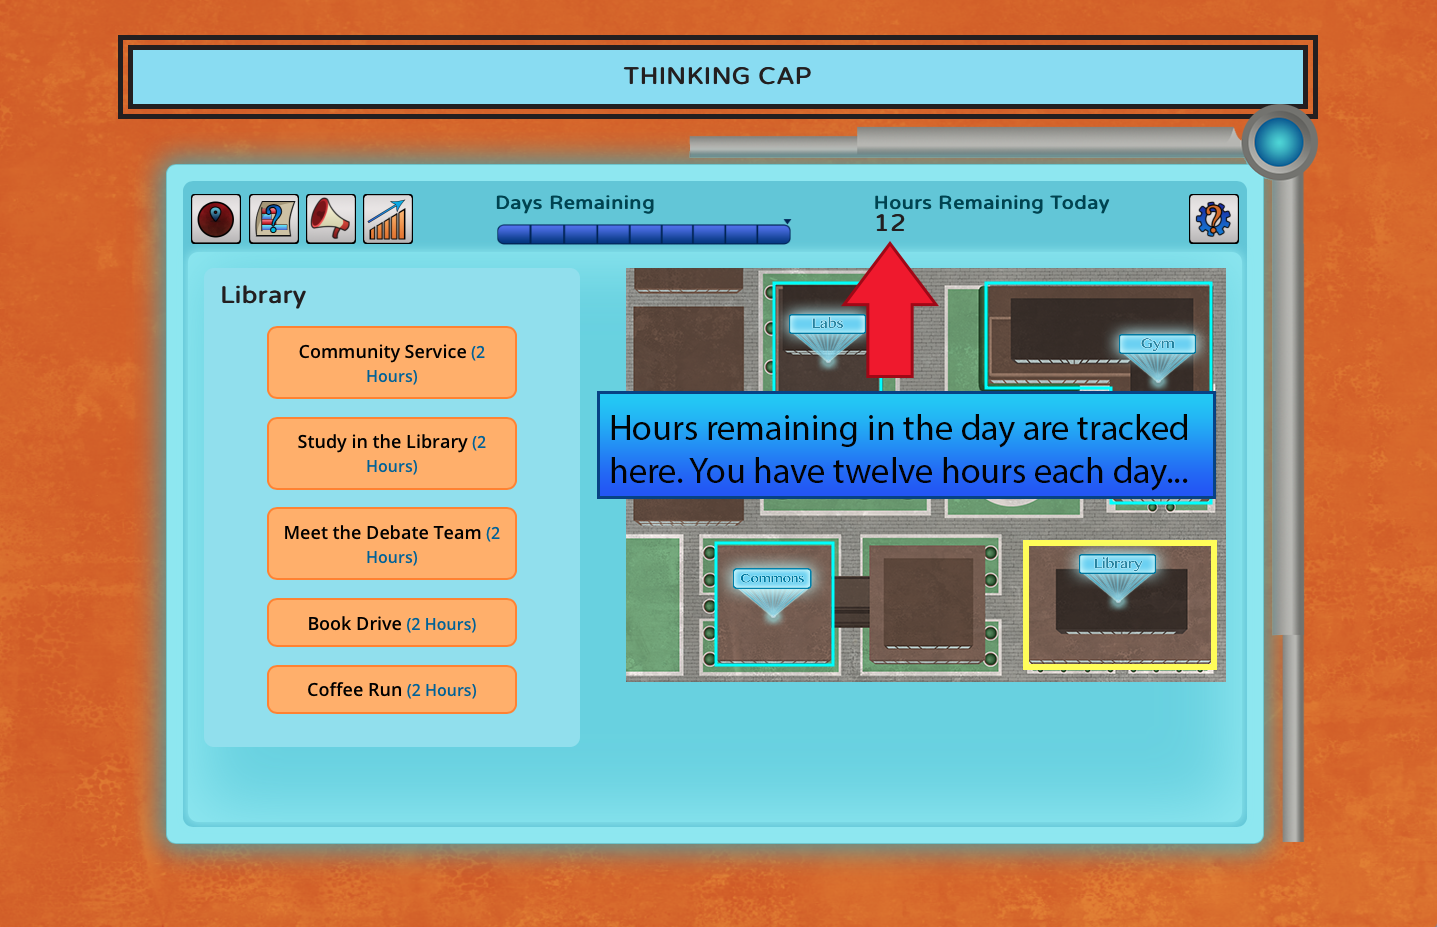 THINKING CAP
Days Remaining
Hours Remaining Today
12
Library
Community Service (2
Hours)
Study in the Library (2
Hours)
Meet the Debate Team (2
Hours)
Book Drive (2 Hours)
Coffee Run (2 Hours)
Labs
Gym
Hours remaining in the day are tracked
here. You have twelve hours each day...
Commons
Library